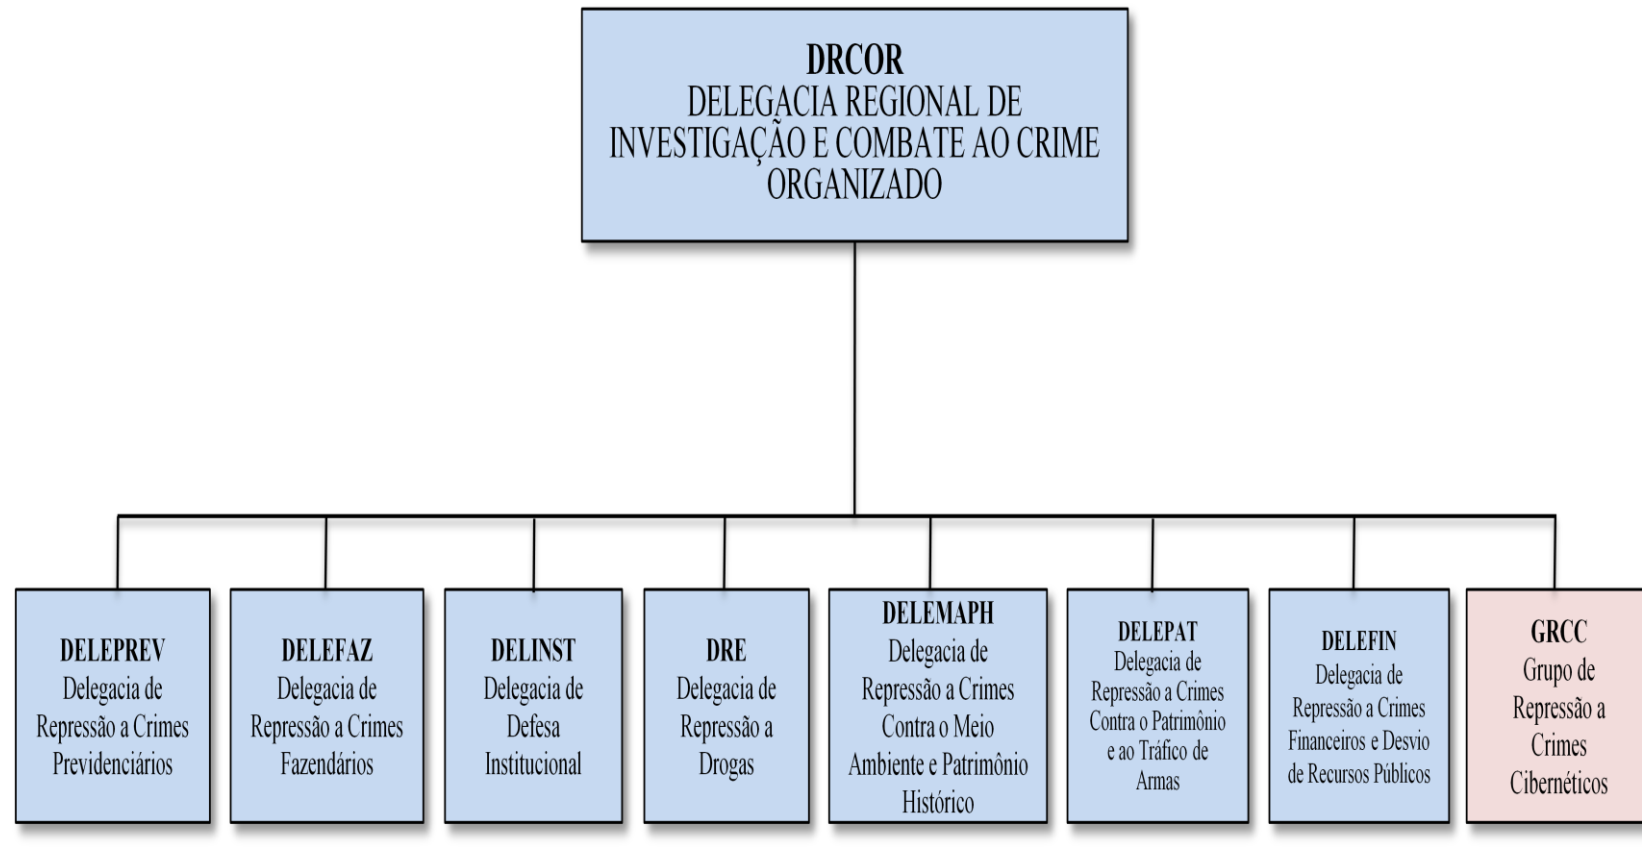 DRCOR
DELEGACIA REGIONAL DE
INVESTIGAÇÃO E COMBATE AO CRIME
ORGANIZADO
DELEPREV
Delegacia de
Repressão a Crimes
Previdenciários
DELEFAZ
Delegacia de
Repressão a Crimes
Fazendários
DELINST
Delegacia de
Defesa
Institucional
DRE
Delegacia de
Repressão a
Drogas
DELEMAPH
Delegacia de
Repressão a Crimes
Contra o Meio
Ambiente e Patrimônio
Histórico
DELEPAT
Delegacia de
Repressão a Crimes
Contra o Patrimônio
e ao Tráfico de
Armas
DELEFIN
Delegacia de
Repressão a Crimes
Financeiros e Desvio
de Recursos Públicos
GRCC
Grupo de
Repressão a
Crimes
Cibernéticos